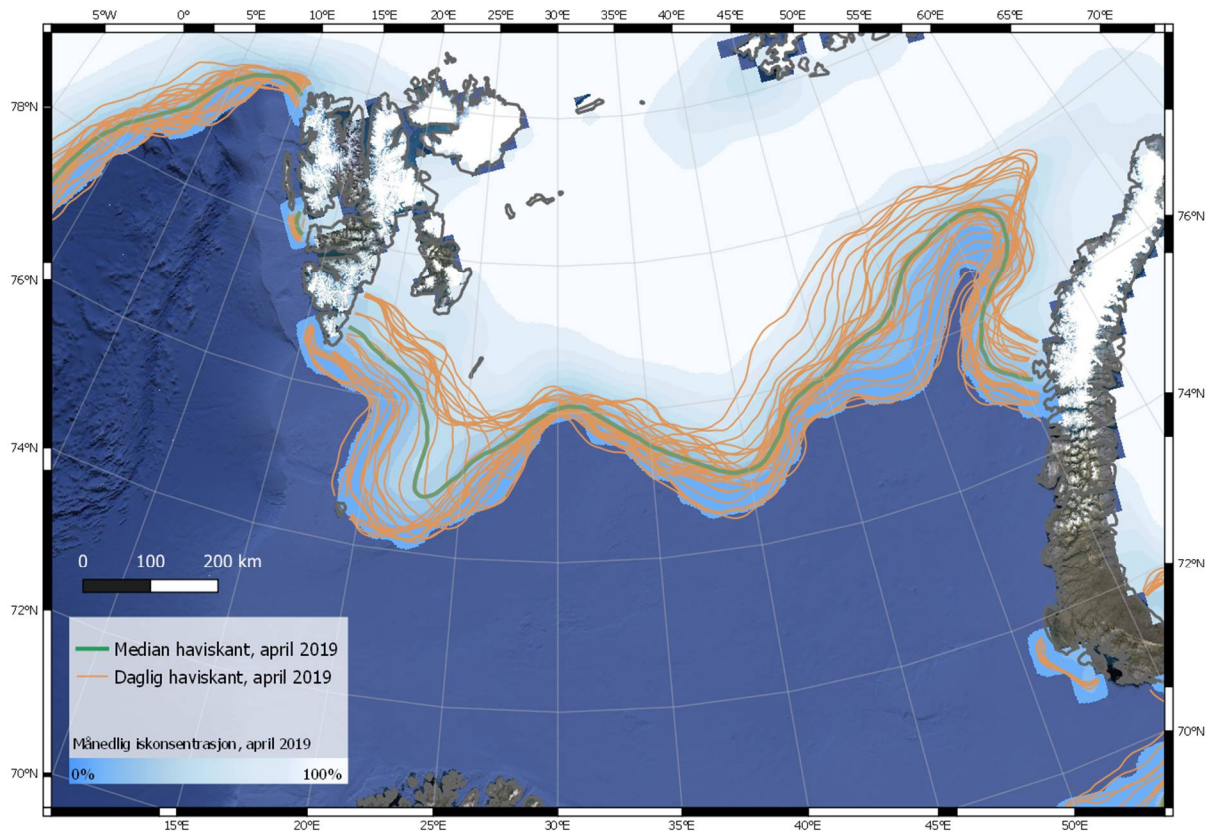 5°W 0° 5°E 10°E 15°E 20°E 25°E 30°E 35°E 40°E 45°E 50°E 55°E 60°E 65°E 70°E
78°N
76°N
76°N
74°N
74°N
72°N
72°N
70°N
70°N
0 100 200 km
Median haviskant, april 2019
Daglig haviskant, april 2019
Månedlig iskonsentrasjon, april 2019
0% 100%
15°E 20°E 25°E 30°E 35°E 40°E 45°E 50°E